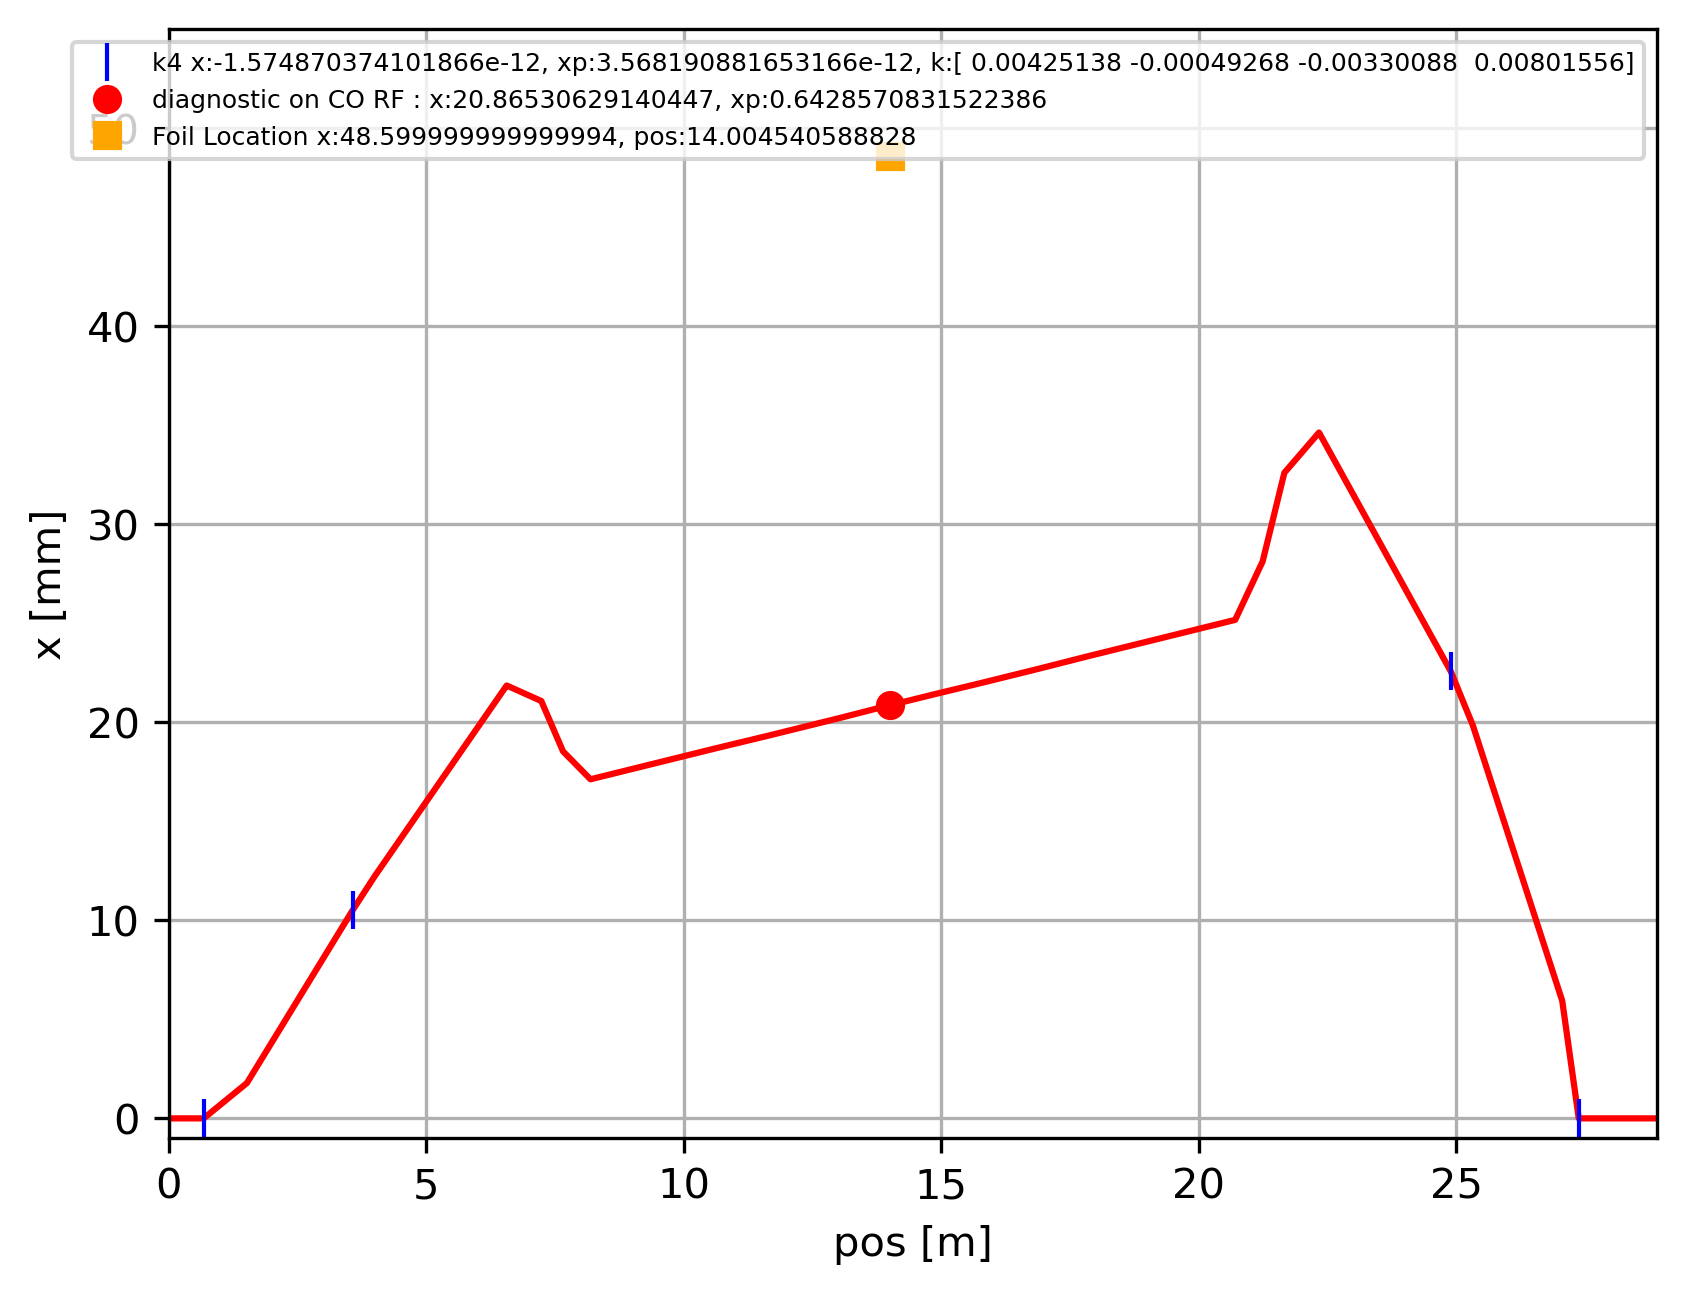 k4 x:-1.574870374101866e-12, xp:3.568190881653166e-12, k:[ 0.00425138 -0.00049268 -0.00330088  0.00801556]
diagnostic on CO RF : x:20.86530629140447, xp:0.6428570831522386
Foil Location x:48.599999999999994, pos:14.004540588828
50
40
30
20
10
0
x [mm]
0 5 10 15 20 25
pos [m]